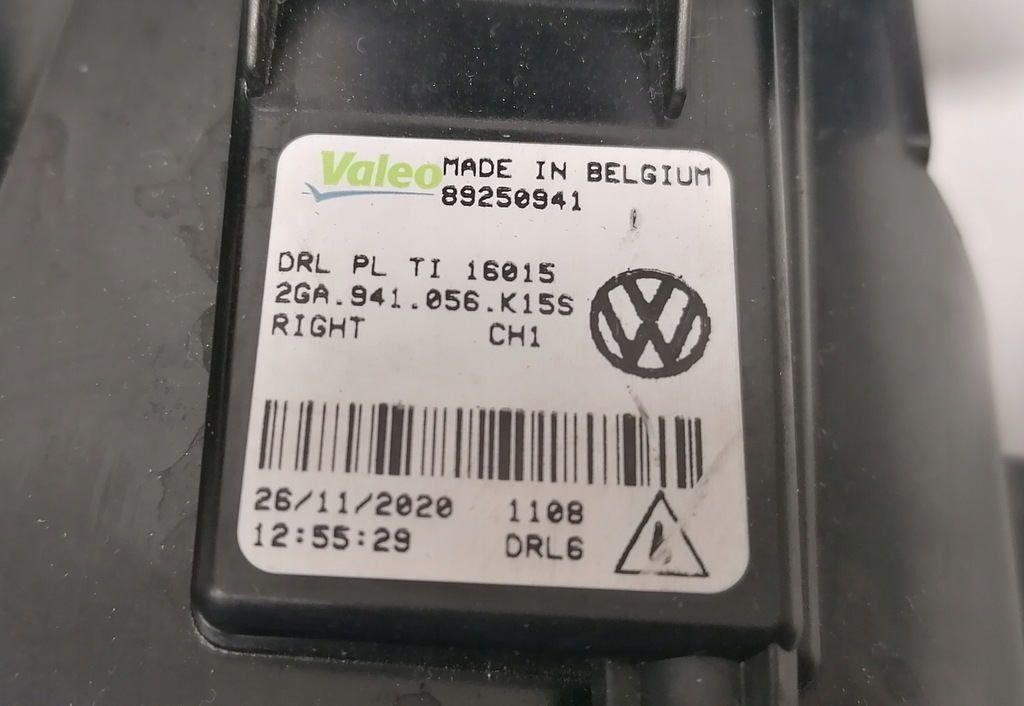 Valeo MADE IN BELGIUM
89250941
DRL PL TI 16015
2GA.941.056.K15S
RIGHT CH1
26/11/2020 1108
12:55:29 DRL6